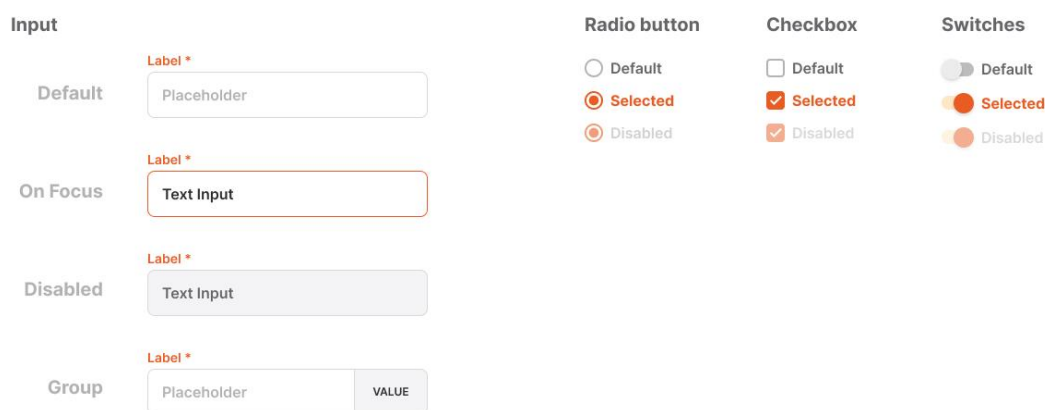 Input
Label *
Default
Placeholder
Label *
On Focus
Text Input
Label *
Disabled
Text Input
Label *
Group
Placeholder
VALUE
Radio button
Default
Selected
Disabled
Checkbox
Default
Selected
Disabled
Switches
Default
Selected
Disabled